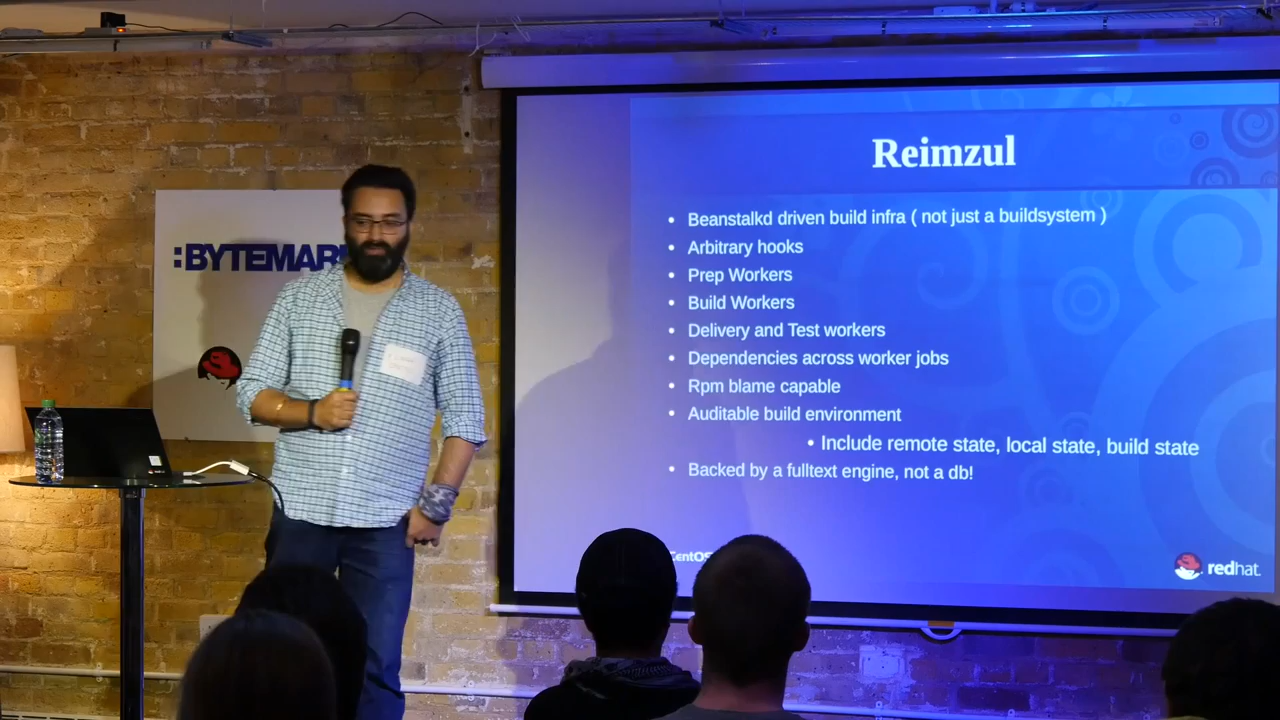 :BYTEMAR
Reimzul
• Beanstalkd driven build infra ( not just a buildsystem )
• Arbitrary hooks
• Prep Workers
• Build Workers
• Delivery and Test workers
• Dependencies across worker jobs
• Rpm blame capable
• Auditable build environment
• Include remote state, local state, build state
• Backed by a fulltext engine, not a db!
CentOS
redhat.